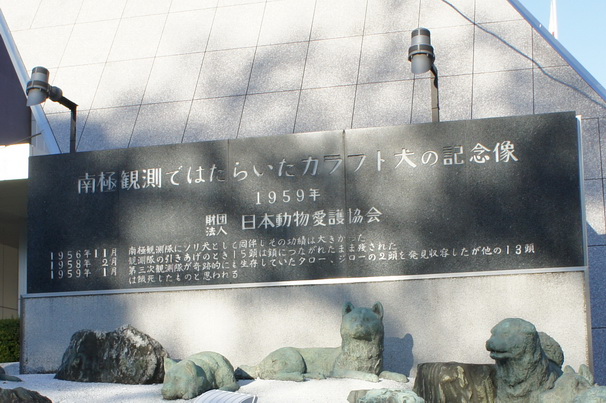 南極観測ではたらいたカラフト犬の記念像
1959年
財団法人 日本動物愛護協会
1956年11月 南極観測隊にソリ犬として同伴しその功績は大きかった
1958年 2月 観測隊の引きあげのとき15頭は鎖につながれたまま残された
1959年 1月 第三次観測隊が奇跡的にも生存していたタロー、ジローの2頭を発見収容したが他の13頭
は餓死したものと思われる